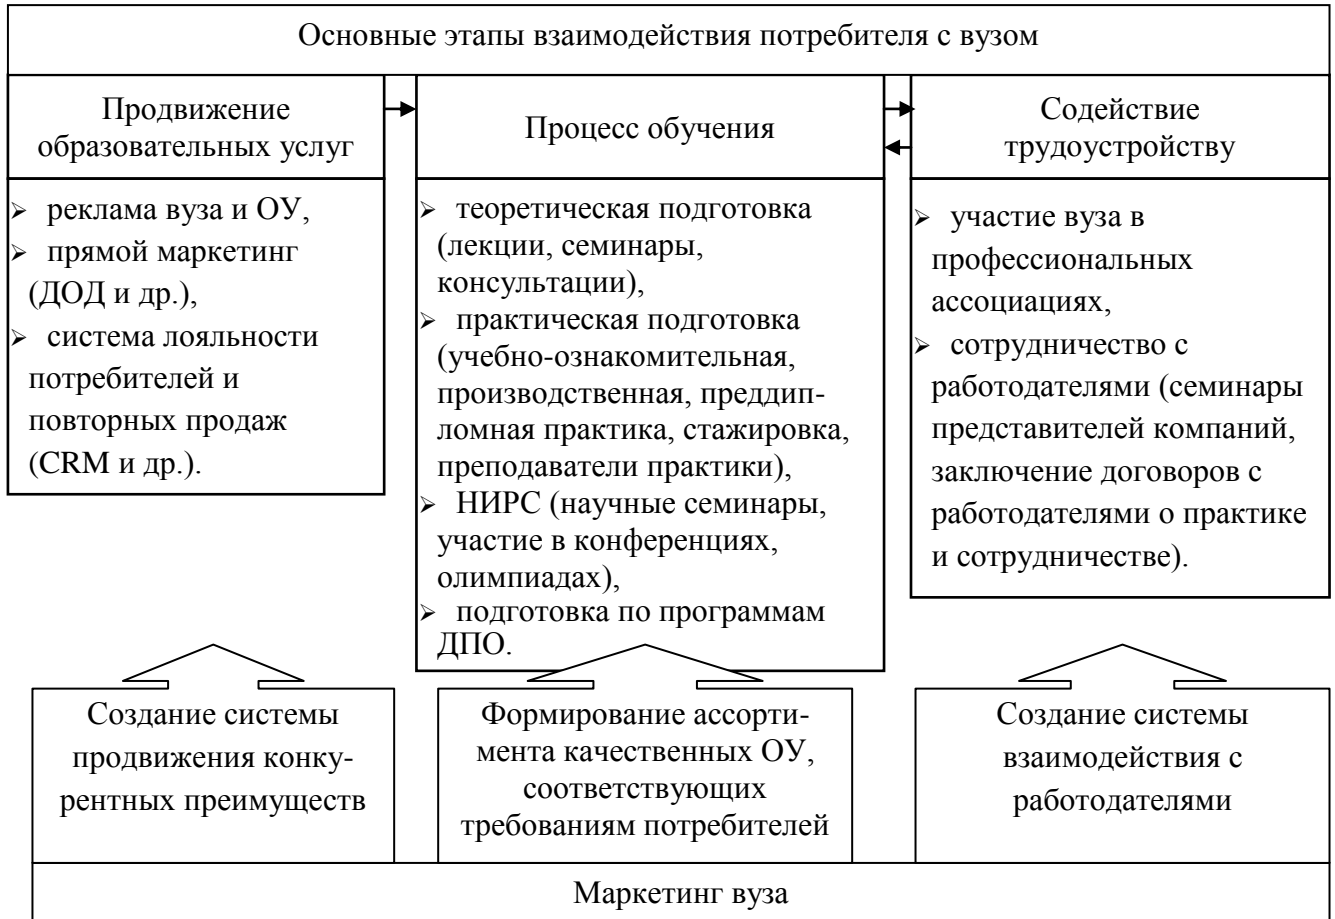 Основные этапы взаимодействия потребителя с вузом
Продвижение
образовательных услуг
Процесс обучения
Содействие
трудоустройству
➢ реклама вуза и ОУ,
➢ прямой маркетинг
(ДОД и др.),
➢ система лояльности
потребителей и
повторных продаж
(CRM и др.).
➢ теоретическая подготовка
(лекции, семинары,
консультации),
➢ практическая подготовка
(учебно-ознакомительная,
производственная, преддип-
ломная практика, стажировка,
преподаватели практики),
➢ НИРС (научные семинары,
участие в конференциях,
олимпиадах),
➢ подготовка по программам
ДПО.
➢ участие вуза в
профессиональных
ассоциациях,
➢ сотрудничество с
работодателями (семинары
представителей компаний,
заключение договоров с
работодателями о практике
и сотрудничестве).
Создание системы
продвижения конку-
рентных преимуществ
Формирование ассорти-
мента качественных ОУ,
соответствующих
требованиям потребителей
Создание системы
взаимодействия с
работодателями
Маркетинг вуза